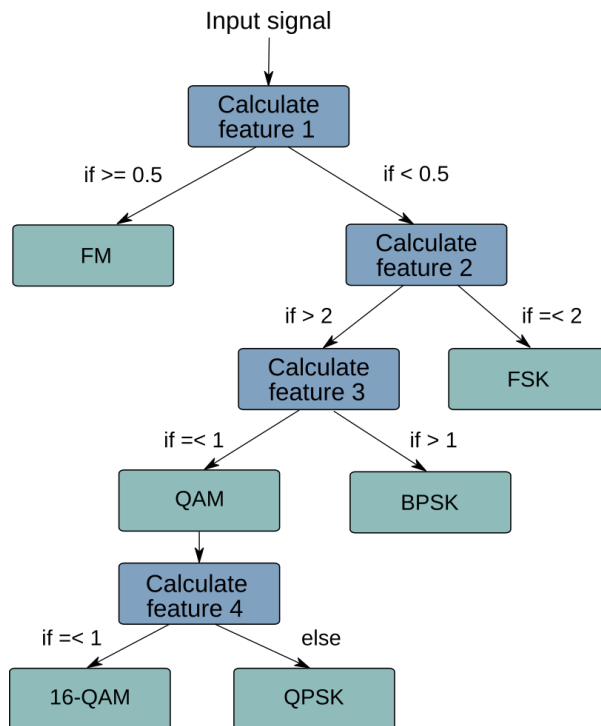 Input signal
Calculate
feature 1
if >= 0.5
if < 0.5
FM
Calculate
feature 2
if > 2
if =< 2
Calculate
feature 3
FSK
if =< 1
if > 1
QAM
BPSK
Calculate
feature 4
if =< 1
else
16-QAM
QPSK